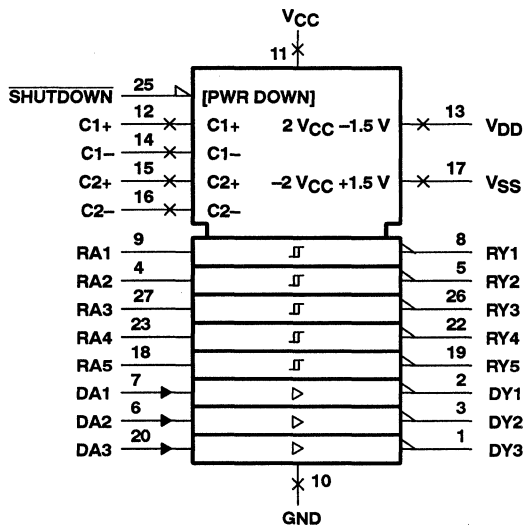 VCC
11
SHUTDOWN 25 [PWR DOWN]
C1+ 12 C1+ 2 VCC –1.5 V 13 VDD
C1– 14 C1–
C2+ 15 C2+ –2 VCC +1.5 V 17 VSS
C2– 16 C2–
RA1 9 8 RY1
RA2 4 5 RY2
RA3 27 26 RY3
RA4 23 22 RY4
RA5 18 19 RY5
DA1 7 2 DY1
DA2 6 3 DY2
DA3 20 1 DY3
10
GND